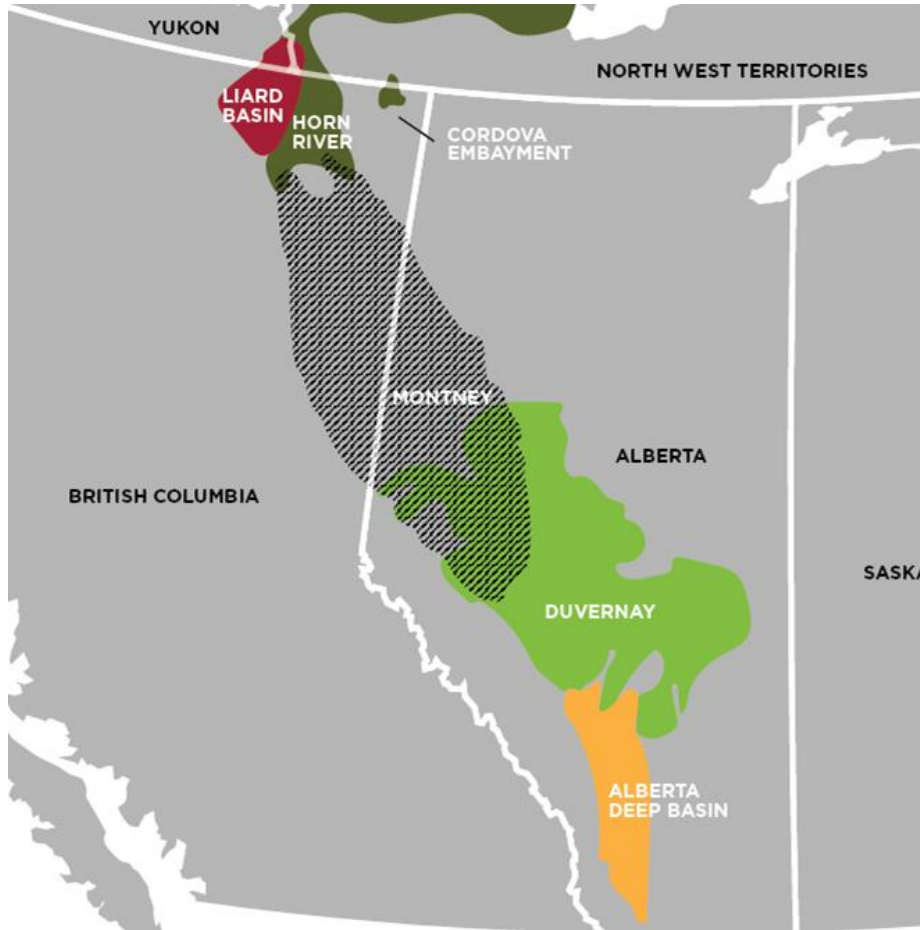 YUKON
NORTH WEST TERRITORIES
LIARD
BASIN
HORN
RIVER
CORDOVA
EMBAYMENT
MONTNEY
ALBERTA
BRITISH COLUMBIA
SASKA
DUVERNAY
ALBERTA
DEEP BASIN